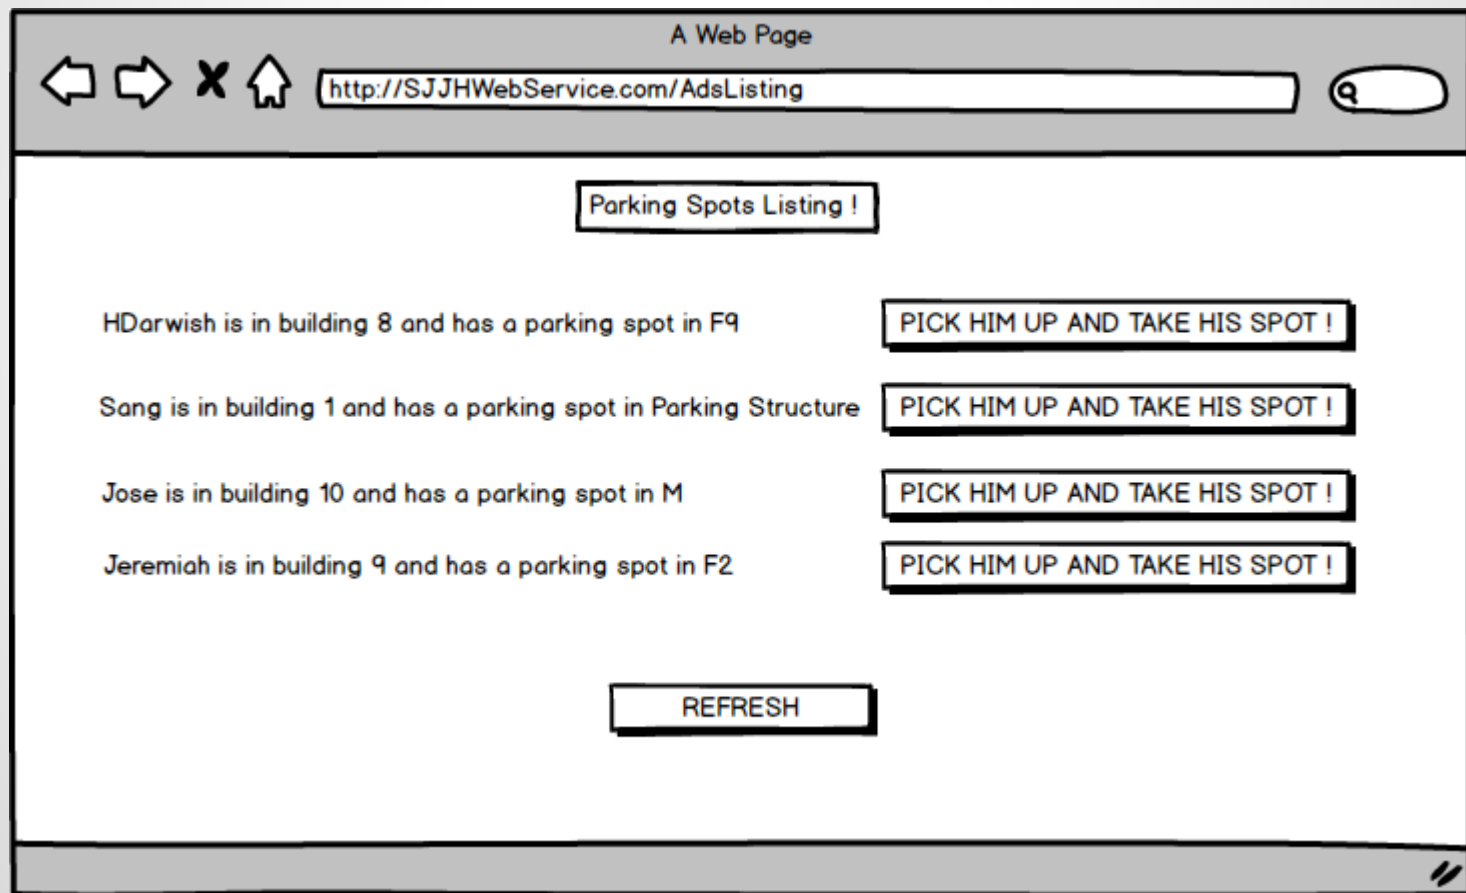 A Web Page
http://SJJHWebService.com/AdsListing
Parking Spots Listing !
HDarwish is in building 8 and has a parking spot in F9
PICK HIM UP AND TAKE HIS SPOT !
Sang is in building 1 and has a parking spot in Parking Structure
PICK HIM UP AND TAKE HIS SPOT !
Jose is in building 10 and has a parking spot in M
PICK HIM UP AND TAKE HIS SPOT !
Jeremiah is in building 9 and has a parking spot in F2
PICK HIM UP AND TAKE HIS SPOT !
REFRESH